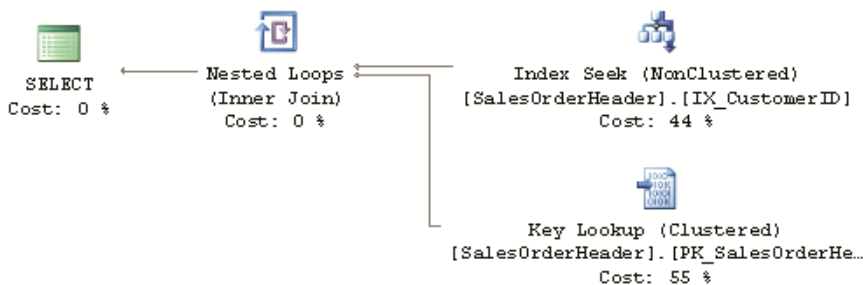 SELECT
Cost: 0 %
Nested Loops
(Inner Join)
Cost: 0 %
Index Seek (NonClustered)
[SalesOrderHeader].[IX_CustomerID]
Cost: 44 %
Key Lookup (Clustered)
[SalesOrderHeader].[PK_SalesOrderHe…
Cost: 55 %